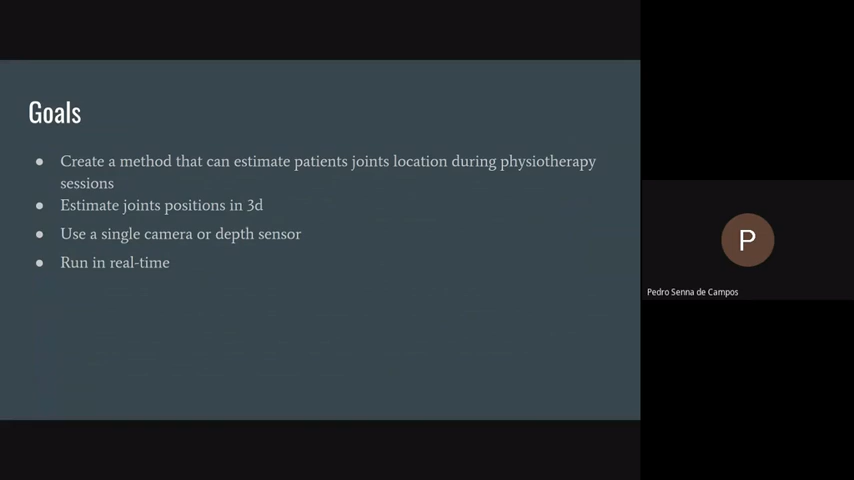 Goals
● Create a method that can estimate patients joints location during physiotherapy
sessions
● Estimate joints positions in 3d
● Use a single camera or depth sensor
● Run in real-time
P
Pedro Senna de Campos